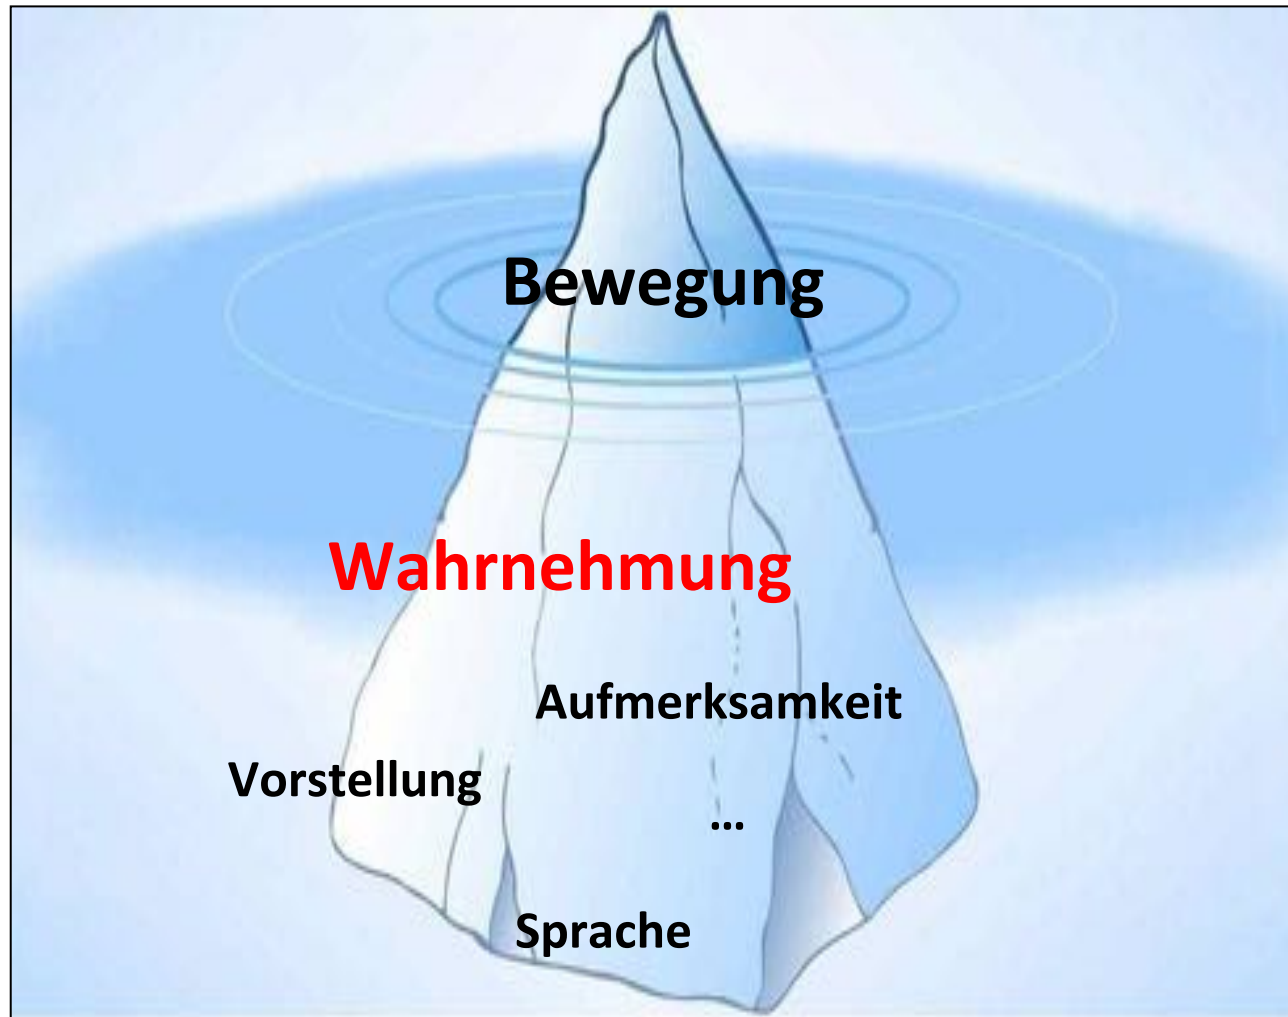 Bewegung
Wahrnehmung
Aufmerksamkeit
Vorstellung
...
Sprache